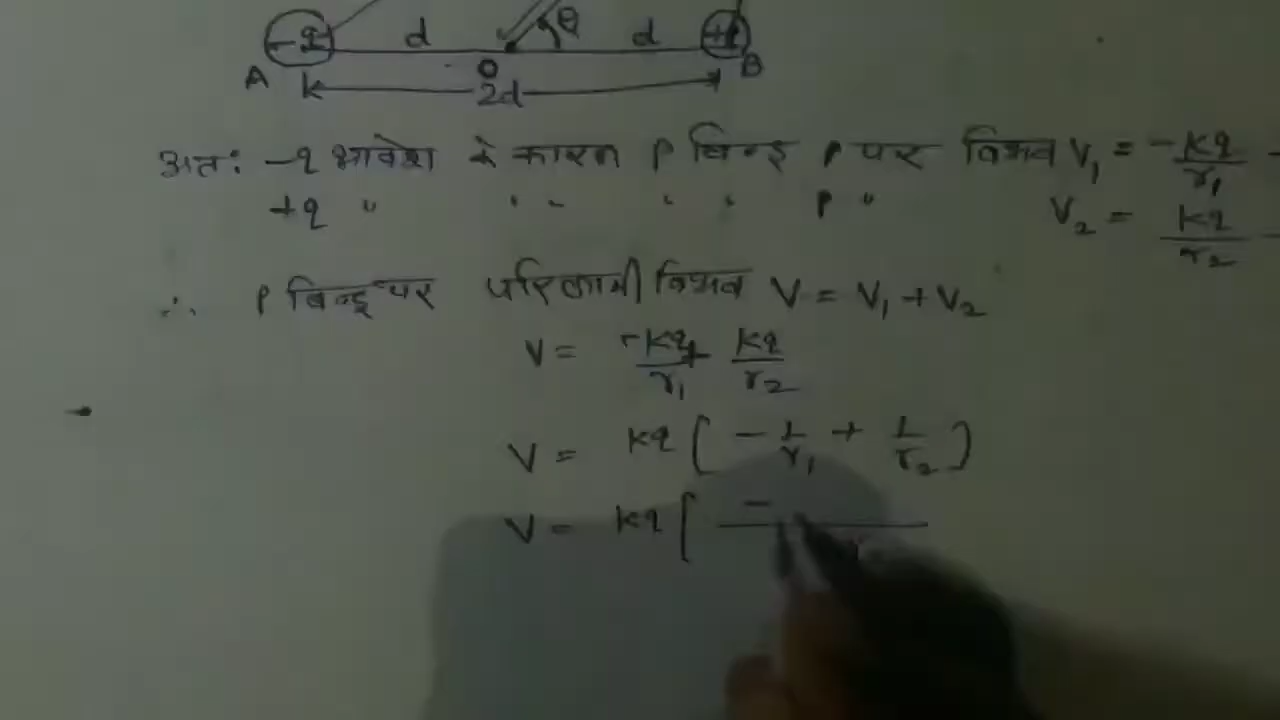 -q d θ d +q
A O B
2d
अतः -q आवेश के कारन P बिन्दु P पर विभव V₁ = -kq/r₁
+q " " " " " P " V₂ = kq/r₂
∴ P बिन्दू पर परिणामी विभव V = V₁ + V₂
V = -kq/r₁ + kq/r₂
V = kq [ - 1/r₁ + 1/r₂ ]
V = kq [ -